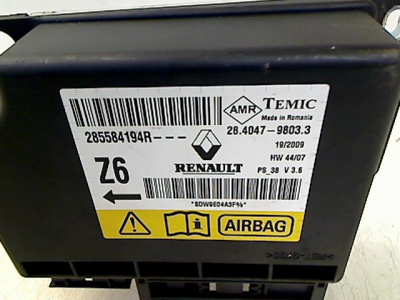 AMR TEMIC
Made in Romania
285584194R---
28.4047-9803.3
19/2009
Z6
RENAULT
HW 44/07
PS_38 V 3.6
AIRBAG